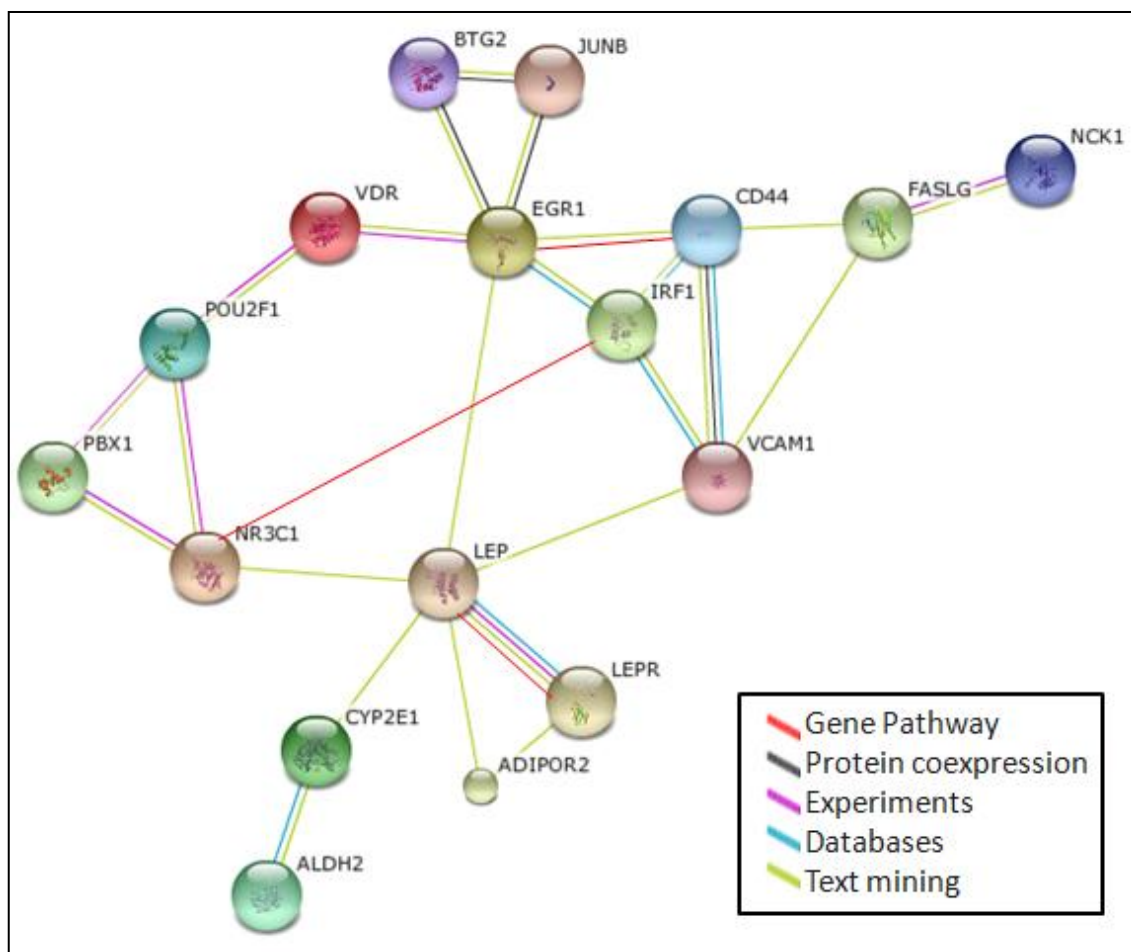 BTG2
JUNB
NCK1
VDR
EGR1
CD44
FASLG
POU2F1
IRF1
PBX1
VCAM1
NR3C1
LEP
LEPR
CYP2E1
ADIPOR2
ALDH2
Gene Pathway
Protein coexpression
Experiments
Databases
Text mining